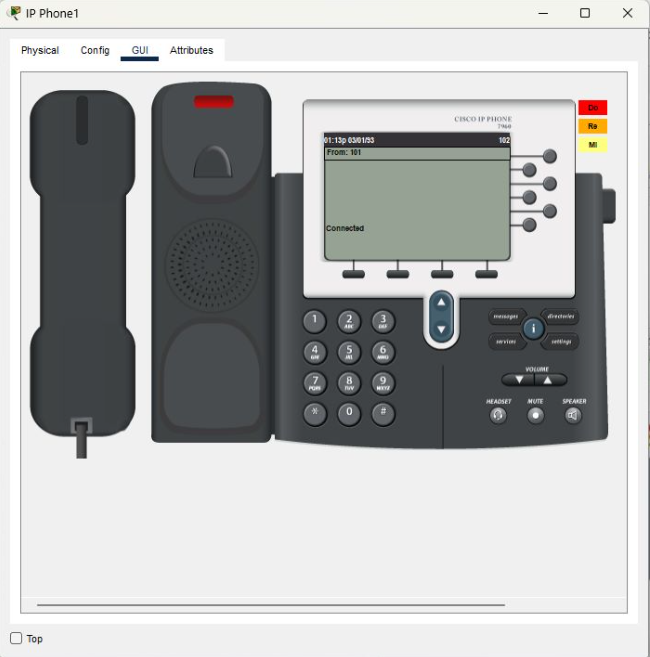 IP Phone1
Physical Config GUI Attributes
CISCO IP PHONE
7960
01:13p 03/01/93 102
From: 101
Connected
Do
Re
Mi
1 2 ABC 3 DEF
4 GHI 5 JKL 6 MNO
7 PQRS 8 TUV 9 WXYZ
* 0 #
messages directories
i
services settings
VOLUME
HEADSET MUTE SPEAKER
Top